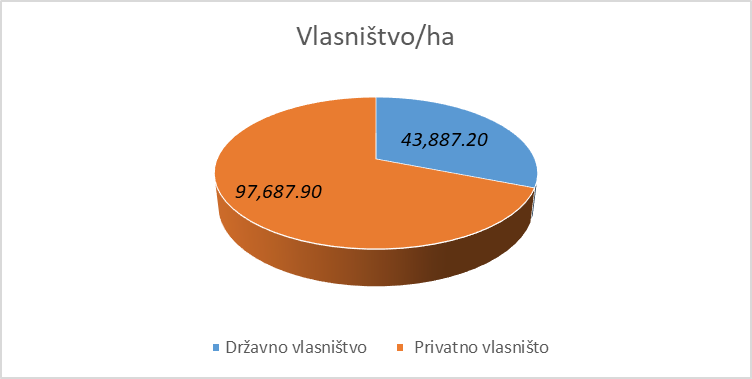 Vlasništvo/ha
43,887.20
97,687.90
Državno vlasništvo Privatno vlasništo